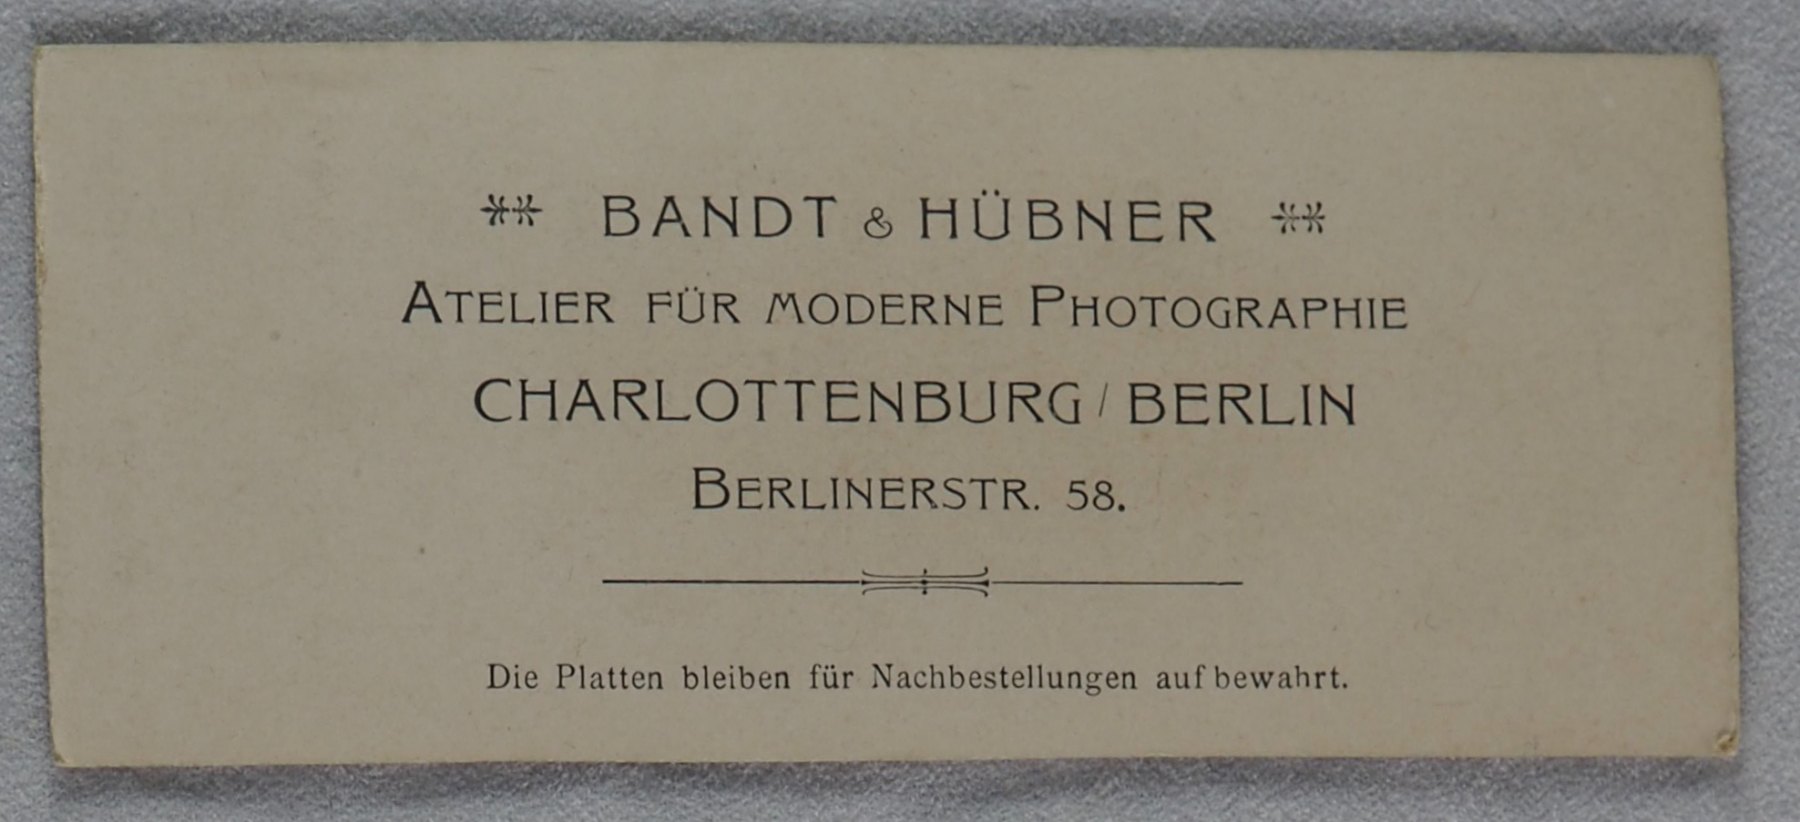 BANDT & HÜBNER
ATELIER FÜR MODERNE PHOTOGRAPHIE
CHARLOTTENBURG / BERLIN
BERLINERSTR. 58.
Die Platten bleiben für Nachbestellungen aufbewahrt.